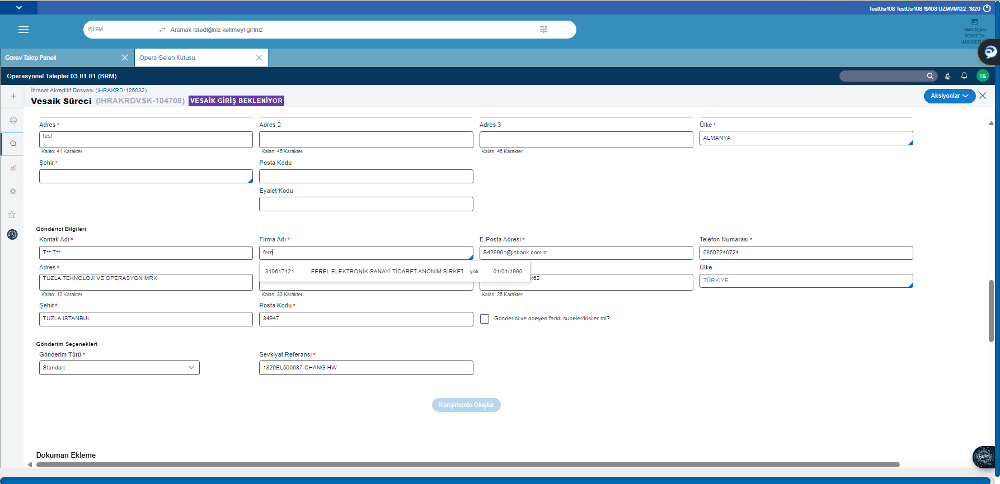 TestUsr108 TestUsr108 19108 UZMVM122_1820
İŞLEM
Aramak istediğiniz kelimeyi giriniz
YAKLAŞAN
PORTFÖY
Görev Takip Paneli
Opera Gelen Kutusu
Operasyonel Talepler 03.01.01 (BRM)
T&
İhracat Akreditif Dosyası (IHRAKRD-125032)
Vesaik Süreci (IHRAKRDVSK-104708) VESAİK GİRİŞ BEKLENİYOR
Aksiyonlar
Adres * Adres 2 Adres 3 Ülke *
test ALMANYA
Kalan: 41 Karakter Kalan: 45 Karakter Kalan: 45 Karakter
Şehir * Posta Kodu
Eyalet Kodu
Gönderici Bilgileri
Kontak Adı * Firma Adı * E-Posta Adresi * Telefon Numarası *
T** T** fere S429901@isbank.com.tr 08507240724
Adres * Ülke
310617121 FEREL ELEKTRONİK SANAYİ TİCARET ANONİM ŞİRKET yok 01/01/1990
TUZLA TEKNOLOJI VE OPERASYON MRK. :62 TÜRKİYE
Kalan: 12 Karakter Kalan: 33 Karakter Kalan: 26 Karakter
Şehir * Posta Kodu *
TUZLA ISTANBUL 34947 Gonderici ve odeyen farklı subeler/kisiler mi?
Gönderim Seçenekleri
Gönderim Türü * Sevkiyat Referansı *
Standart 1820EL500087-CHANG HW
Konşimento Oluştur
Doküman Ekleme